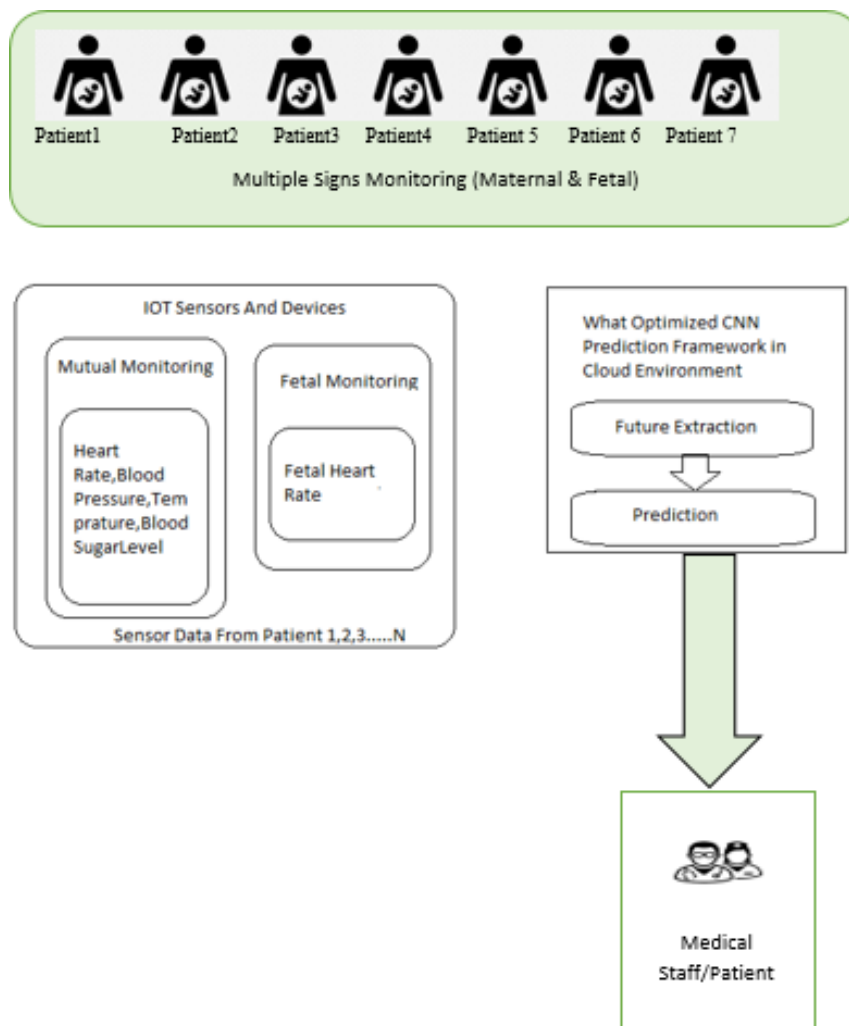 Patient1 Patient2 Patient3 Patient4 Patient 5 Patient 6 Patient 7
Multiple Signs Monitoring (Maternal & Fetal)
IOT Sensors And Devices
Mutual Monitoring
Heart
Rate,Blood
Pressure,Tem
prature,Blood
SugarLevel
Fetal Monitoring
Fetal Heart
Rate
Sensor Data From Patient 1,2,3.....N
What Optimized CNN
Prediction Framework in
Cloud Environment
Future Extraction
Prediction
Medical
Staff/Patient